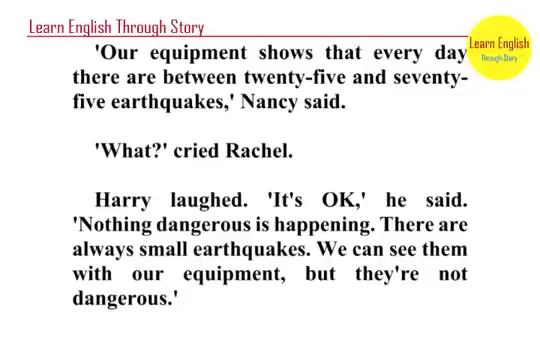 Learn English Through Story
Learn English
Through Story
'Our equipment shows that every day
there are between twenty-five and seventy-
five earthquakes,' Nancy said.
'What?' cried Rachel.
Harry laughed. 'It's OK,' he said.
'Nothing dangerous is happening. There are
always small earthquakes. We can see them
with our equipment, but they're not
dangerous.'